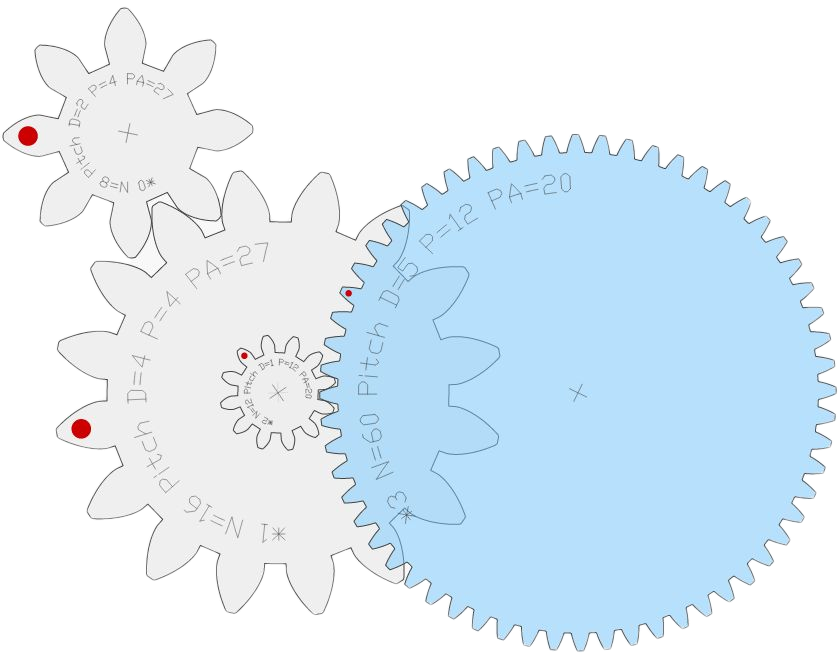 *0 N=8 Pitch D=2 P=4 PA=27
*1 N=16 Pitch D=4 P=4 PA=27
*2 N=12 Pitch D=1 P=12 PA=20
*3 N=60 Pitch D=5 P=12 PA=20